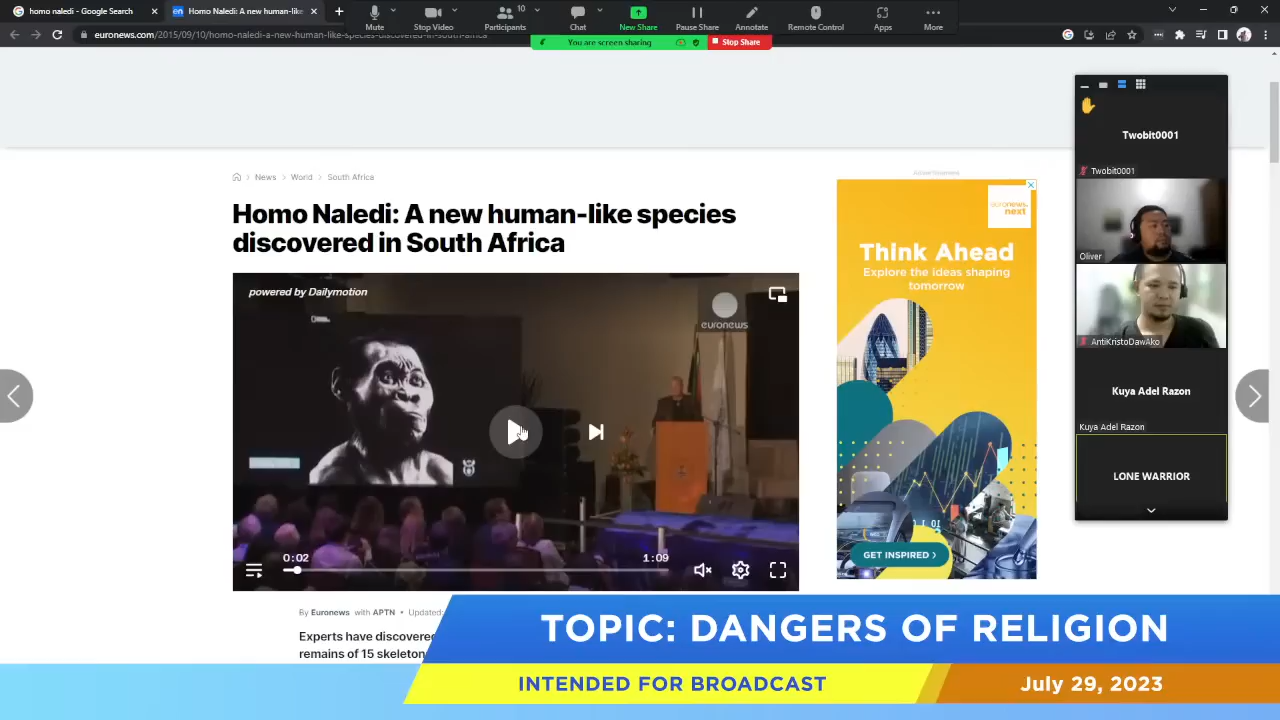 homo naledi - Google Search
Homo Naledi: A new human-like s
Mute
Stop Video
10
Participants
Chat
New Share
Pause Share
Annotate
Remote Control
Apps
More
euronews.com/2015/09/10/homo-naledi-a-new-human-like-species-discovered-in-south-africa
You are screen sharing
Stop Share
News > World > South Africa
Homo Naledi: A new human-like species
discovered in South Africa
powered by Dailymotion
euronews
0:02
1:09
By Euronews with APTN • Updated:
Experts have discovered
remains of 15 skeleton
Advertisement
euronews.
next
Think Ahead
Explore the ideas shaping
tomorrow
GET INSPIRED >
Twobit0001
Twobit0001
Oliver
AntiKristoDawAko
Kuya Adel Razon
Kuya Adel Razon
LONE WARRIOR
TOPIC: DANGERS OF RELIGION
INTENDED FOR BROADCAST
July 29, 2023